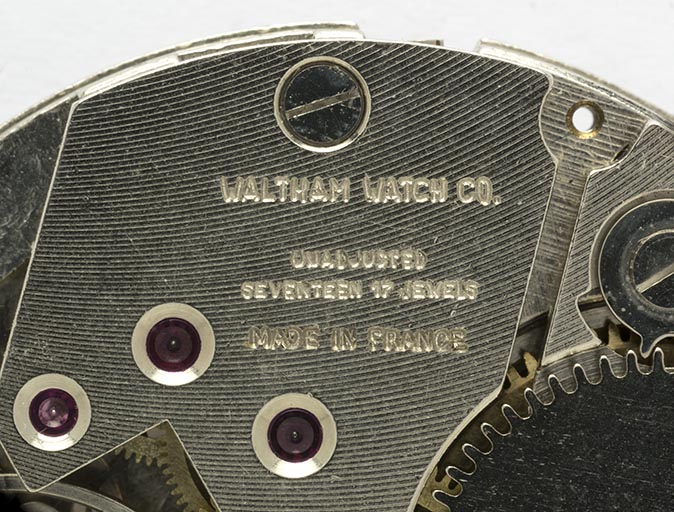 WALTHAM WATCH CO.
UNADJUSTED
SEVENTEEN 17 JEWELS
MADE IN FRANCE